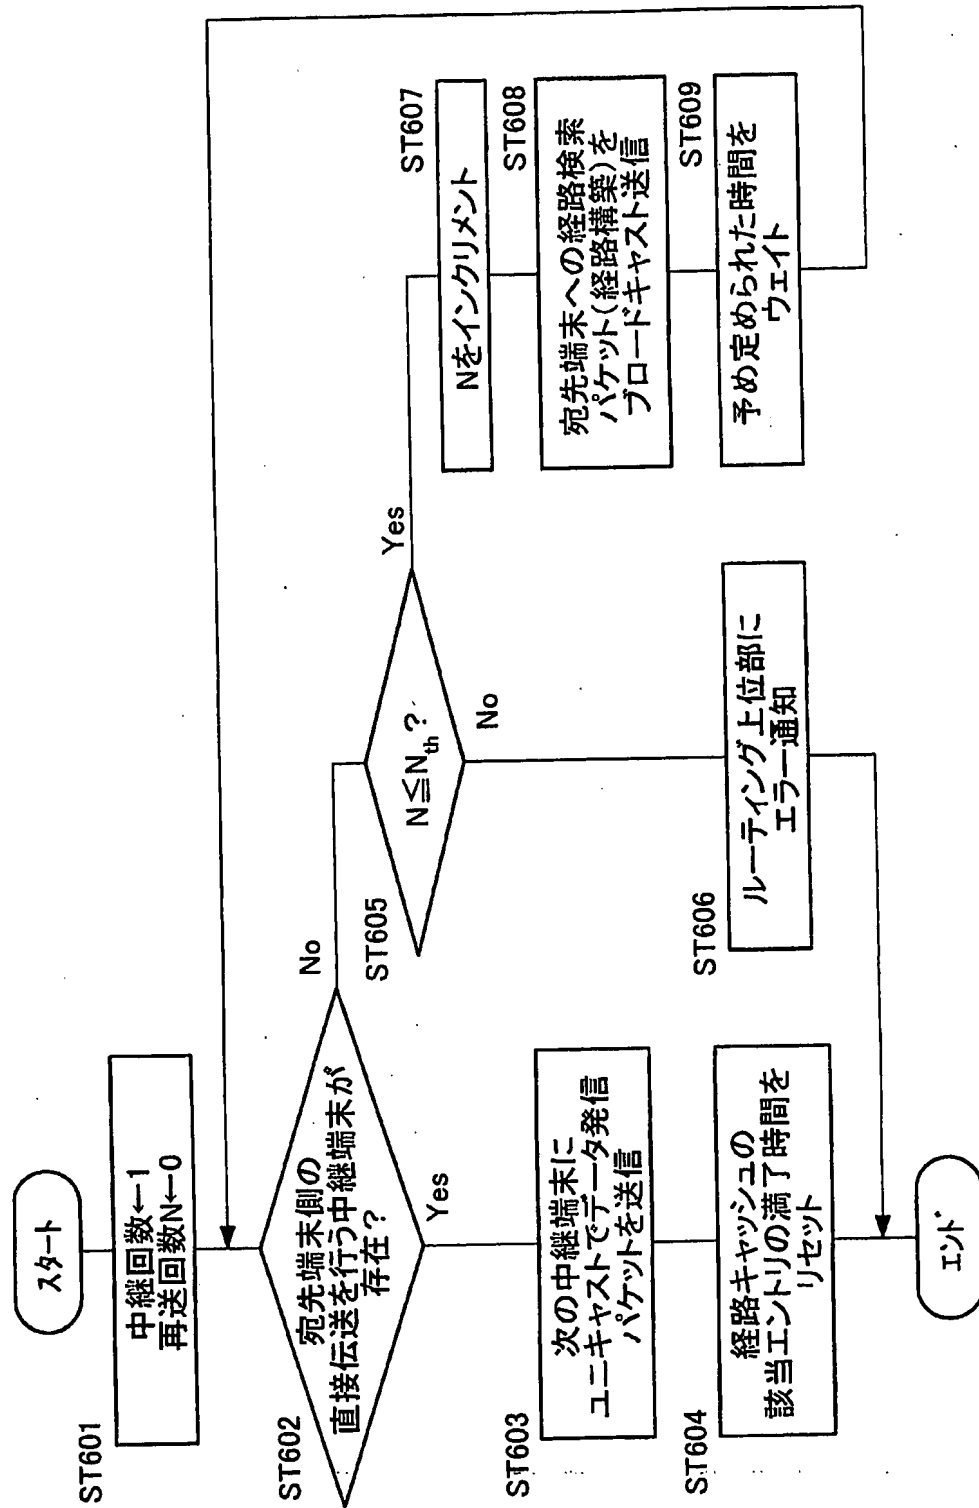 スタート
ST601
中継回数←1
再送回数N←0
ST602
宛先端末側の
直接伝送を行う中継端末が
存在?
Yes
No
ST603
次の中継端末に
ユニキャストでデータ発信
パケットを送信
ST604
経路キャッシュの
該当エントリの満了時間を
リセット
エンド
ST605
N≦Nth?
Yes
No
ST606
ルーティング上位部に
エラー通知
ST607
Nをインクリメント
ST608
宛先端末への経路検索
パケット(経路構築)を
ブロードキャスト送信
ST609
予め定められた時間を
ウェイト